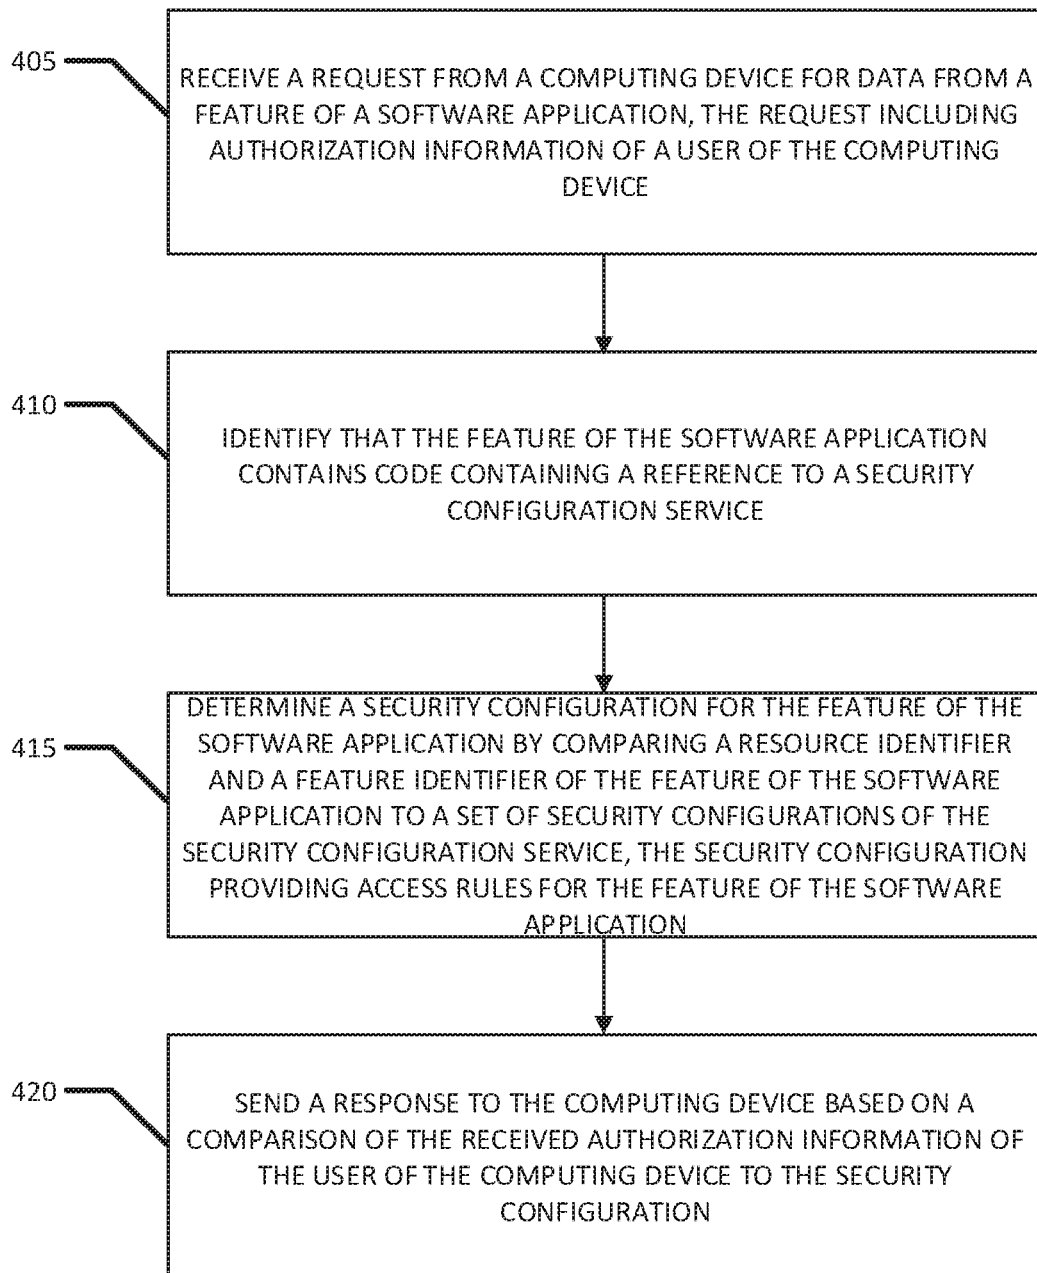 405
RECEIVE A REQUEST FROM A COMPUTING DEVICE FOR DATA FROM A
FEATURE OF A SOFTWARE APPLICATION, THE REQUEST INCLUDING
AUTHORIZATION INFORMATION OF A USER OF THE COMPUTING
DEVICE
410
IDENTIFY THAT THE FEATURE OF THE SOFTWARE APPLICATION
CONTAINS CODE CONTAINING A REFERENCE TO A SECURITY
CONFIGURATION SERVICE
415
DETERMINE A SECURITY CONFIGURATION FOR THE FEATURE OF THE
SOFTWARE APPLICATION BY COMPARING A RESOURCE IDENTIFIER
AND A FEATURE IDENTIFIER OF THE FEATURE OF THE SOFTWARE
APPLICATION TO A SET OF SECURITY CONFIGURATIONS OF THE
SECURITY CONFIGURATION SERVICE, THE SECURITY CONFIGURATION
PROVIDING ACCESS RULES FOR THE FEATURE OF THE SOFTWARE
APPLICATION
420
SEND A RESPONSE TO THE COMPUTING DEVICE BASED ON A
COMPARISON OF THE RECEIVED AUTHORIZATION INFORMATION OF
THE USER OF THE COMPUTING DEVICE TO THE SECURITY
CONFIGURATION